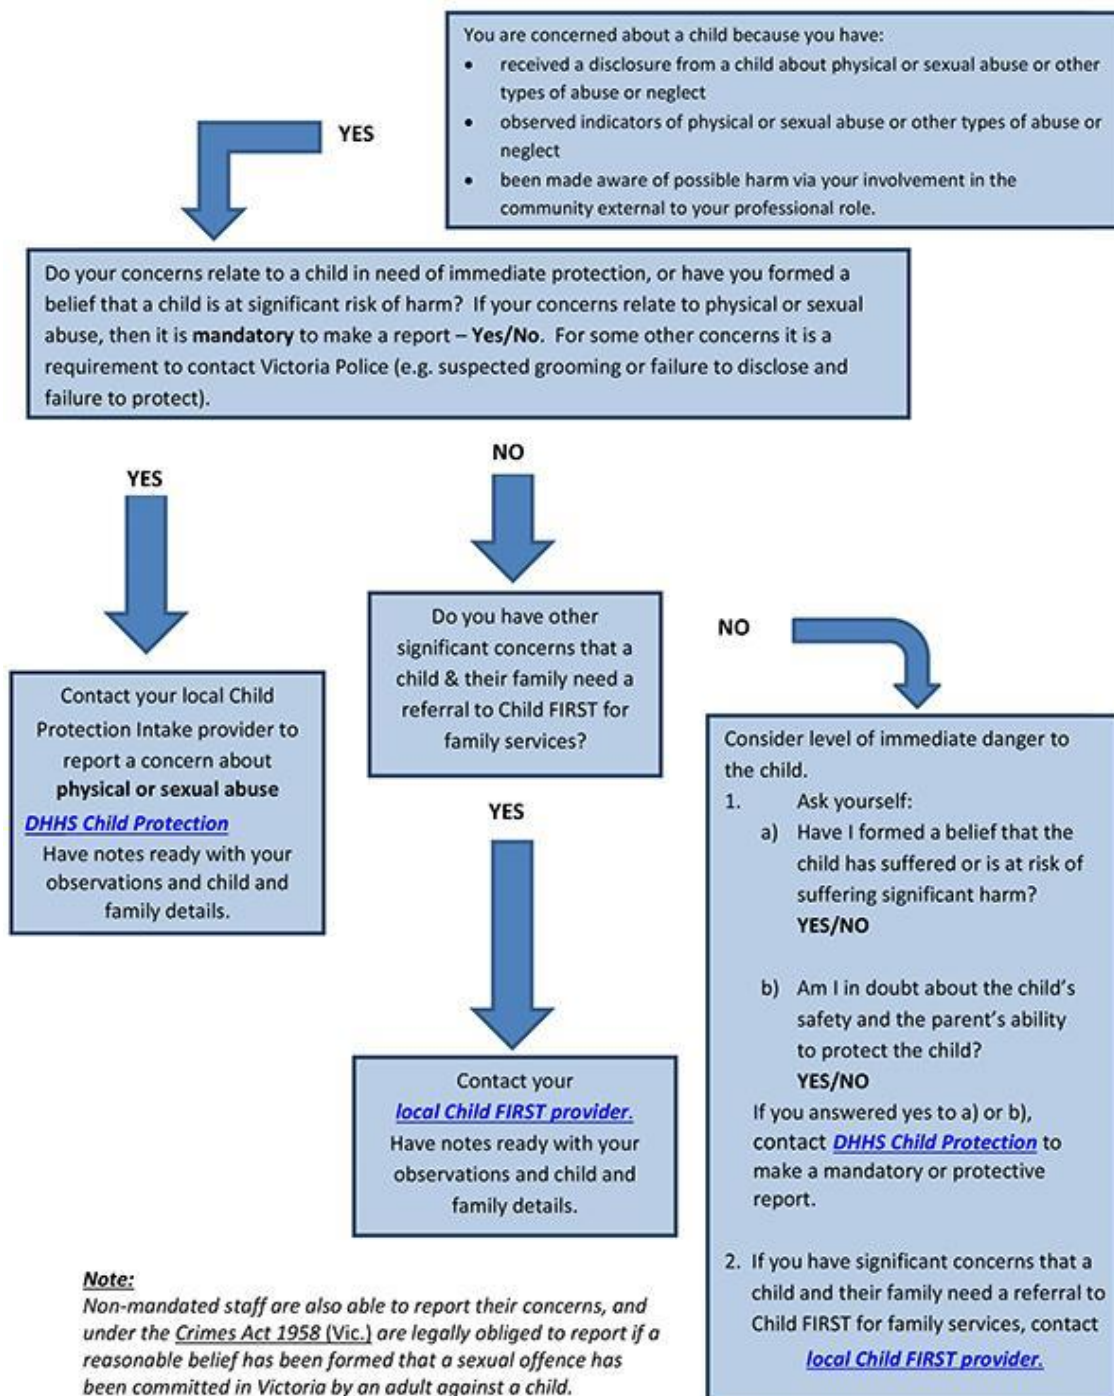 You are concerned about a child because you have:
• received a disclosure from a child about physical or sexual abuse or other
types of abuse or neglect
• observed indicators of physical or sexual abuse or other types of abuse or
neglect
• been made aware of possible harm via your involvement in the
community external to your professional role.
YES
Do your concerns relate to a child in need of immediate protection, or have you formed a
belief that a child is at significant risk of harm? If your concerns relate to physical or sexual
abuse, then it is mandatory to make a report – Yes/No. For some other concerns it is a
requirement to contact Victoria Police (e.g. suspected grooming or failure to disclose and
failure to protect).
YES
NO
Contact your local Child
Protection Intake provider to
report a concern about
physical or sexual abuse
DHHS Child Protection
Have notes ready with your
observations and child and
family details.
Do you have other
significant concerns that a
child & their family need a
referral to Child FIRST for
family services?
NO
YES
Contact your
local Child FIRST provider.
Have notes ready with your
observations and child and
family details.
Consider level of immediate danger to
the child.
1. Ask yourself:
a) Have I formed a belief that the
child has suffered or is at risk of
suffering significant harm?
YES/NO
b) Am I in doubt about the child's
safety and the parent's ability
to protect the child?
YES/NO
If you answered yes to a) or b),
contact DHHS Child Protection to
make a mandatory or protective
report.
2. If you have significant concerns that a
child and their family need a referral to
Child FIRST for family services, contact
local Child FIRST provider.
Note:
Non-mandated staff are also able to report their concerns, and
under the Crimes Act 1958 (Vic.) are legally obliged to report if a
reasonable belief has been formed that a sexual offence has
been committed in Victoria by an adult against a child.